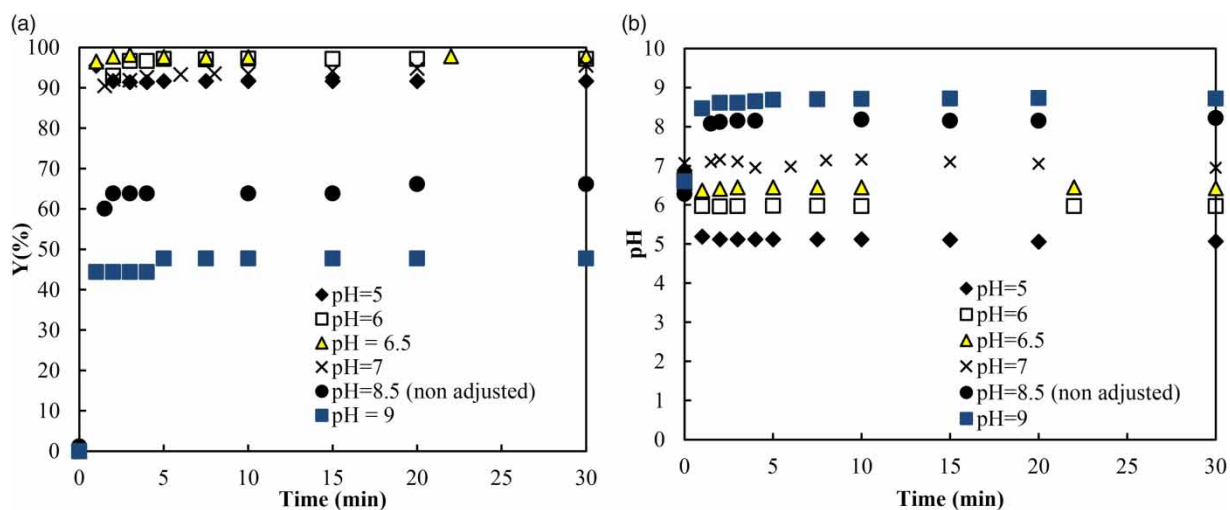 (a)
100
90
80
70
60
50
40
30
20
10
0
Y(%)
pH=5
pH=6
pH = 6.5
pH=7
pH=8.5 (non adjusted)
pH = 9
0 5 10 15 20 25 30
Time (min)
(b)
10
9
8
7
6
5
4
3
2
1
0
pH
pH=5
pH=6
pH=6.5
pH=7
pH=8.5 (non adjusted)
pH=9
0 5 10 15 20 25 30
Time (min)